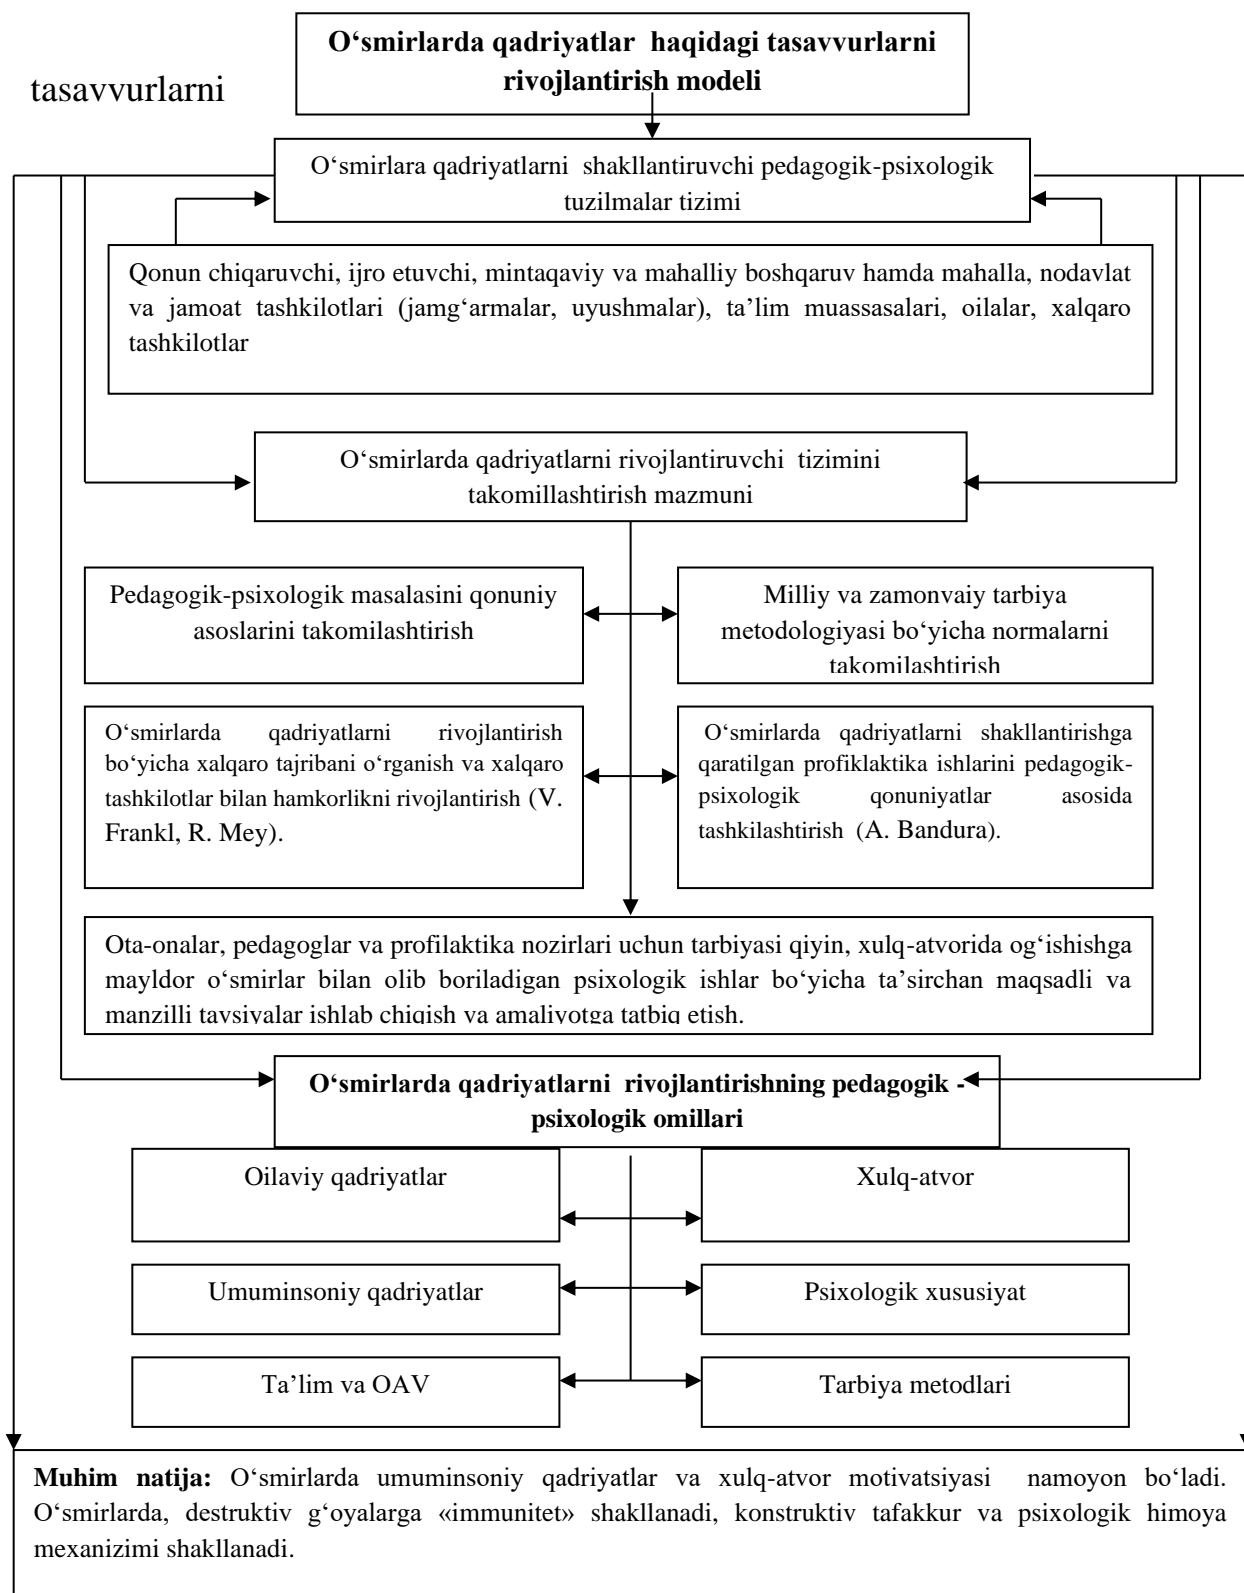 O‘smirlarda qadriyatlar haqidagi tasavvurlarni
rivojlantirish modeli
tasavvurlarni
O‘smirlara qadriyatlarni shakllantiruvchi pedagogik-psixologik
tuzilmalar tizimi
Qonun chiqaruvchi, ijro etuvchi, mintaqaviy va mahalliy boshqaruv hamda mahalla, nodavlat
va jamoat tashkilotlari (jamg‘armalar, uyushmalar), ta’lim muassasalari, oilalar, xalqaro
tashkilotlar
O‘smirlarda qadriyatlarni rivojlantiruvchi tizimini
takomillashtirish mazmuni
Pedagogik-psixologik masalasini qonuniy
asoslarini takomilashtirish
Milliy va zamonvaiy tarbiya
metodologiyasi bo‘yicha normalarni
takomilashtirish
O‘smirlarda qadriyatlarni rivojlantirish
bo‘yicha xalqaro tajribani o‘rganish va xalqaro
tashkilotlar bilan hamkorlikni rivojlantirish (V.
Frankl, R. Mey).
O‘smirlarda qadriyatlarni shakllantirishga
qaratilgan profiklaktika ishlarini pedagogik-
psixologik qonuniyatlar asosida
tashkilashtirish (A. Bandura).
Ota-onalar, pedagoglar va profilaktika nozirlari uchun tarbiyasi qiyin, xulq-atvorida og‘ishishga
mayldor o‘smirlar bilan olib boriladigan psixologik ishlar bo‘yicha ta’sirchan maqsadli va
manzilli tavsiyalar ishlab chiqish va amaliyotga tatbiq etish.
O‘smirlarda qadriyatlarni rivojlantirishning pedagogik -
psixologik omillari
Oilaviy qadriyatlar
Xulq-atvor
Umuminsoniy qadriyatlar
Psixologik xususiyat
Ta’lim va OAV
Tarbiya metodlari
Muhim natija: O‘smirlarda umuminsoniy qadriyatlar va xulq-atvor motivatsiyasi namoyon bo‘ladi.
O‘smirlarda, destruktiv g‘oyalarga «immunitet» shakllanadi, konstruktiv tafakkur va psixologik himoya
mexanizimi shakllanadi.